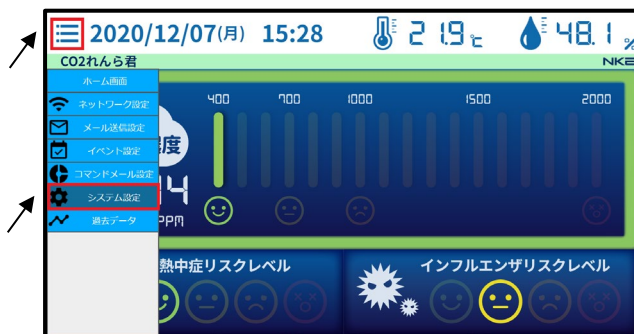 2020/12/07(月) 15:28 21.9℃ 48.1 %
CO2れんら君
ホーム画面
ネットワーク設定
メール送信設定
イベント設定
コマンドメール設定
システム設定
過去データ
400 700 1000 1500 2000
度
PPM
熱中症リスクレベル
インフルエンザリスクレベル